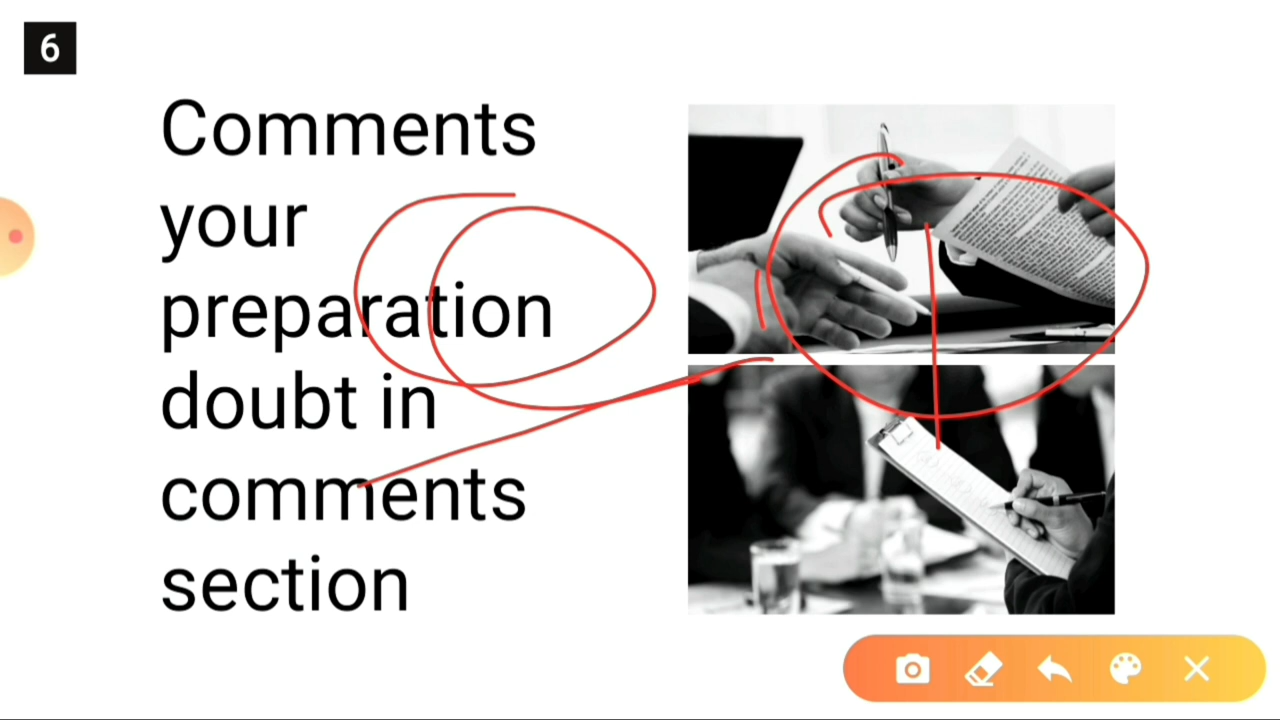 6
Comments
your
preparation
doubt in
comments
section